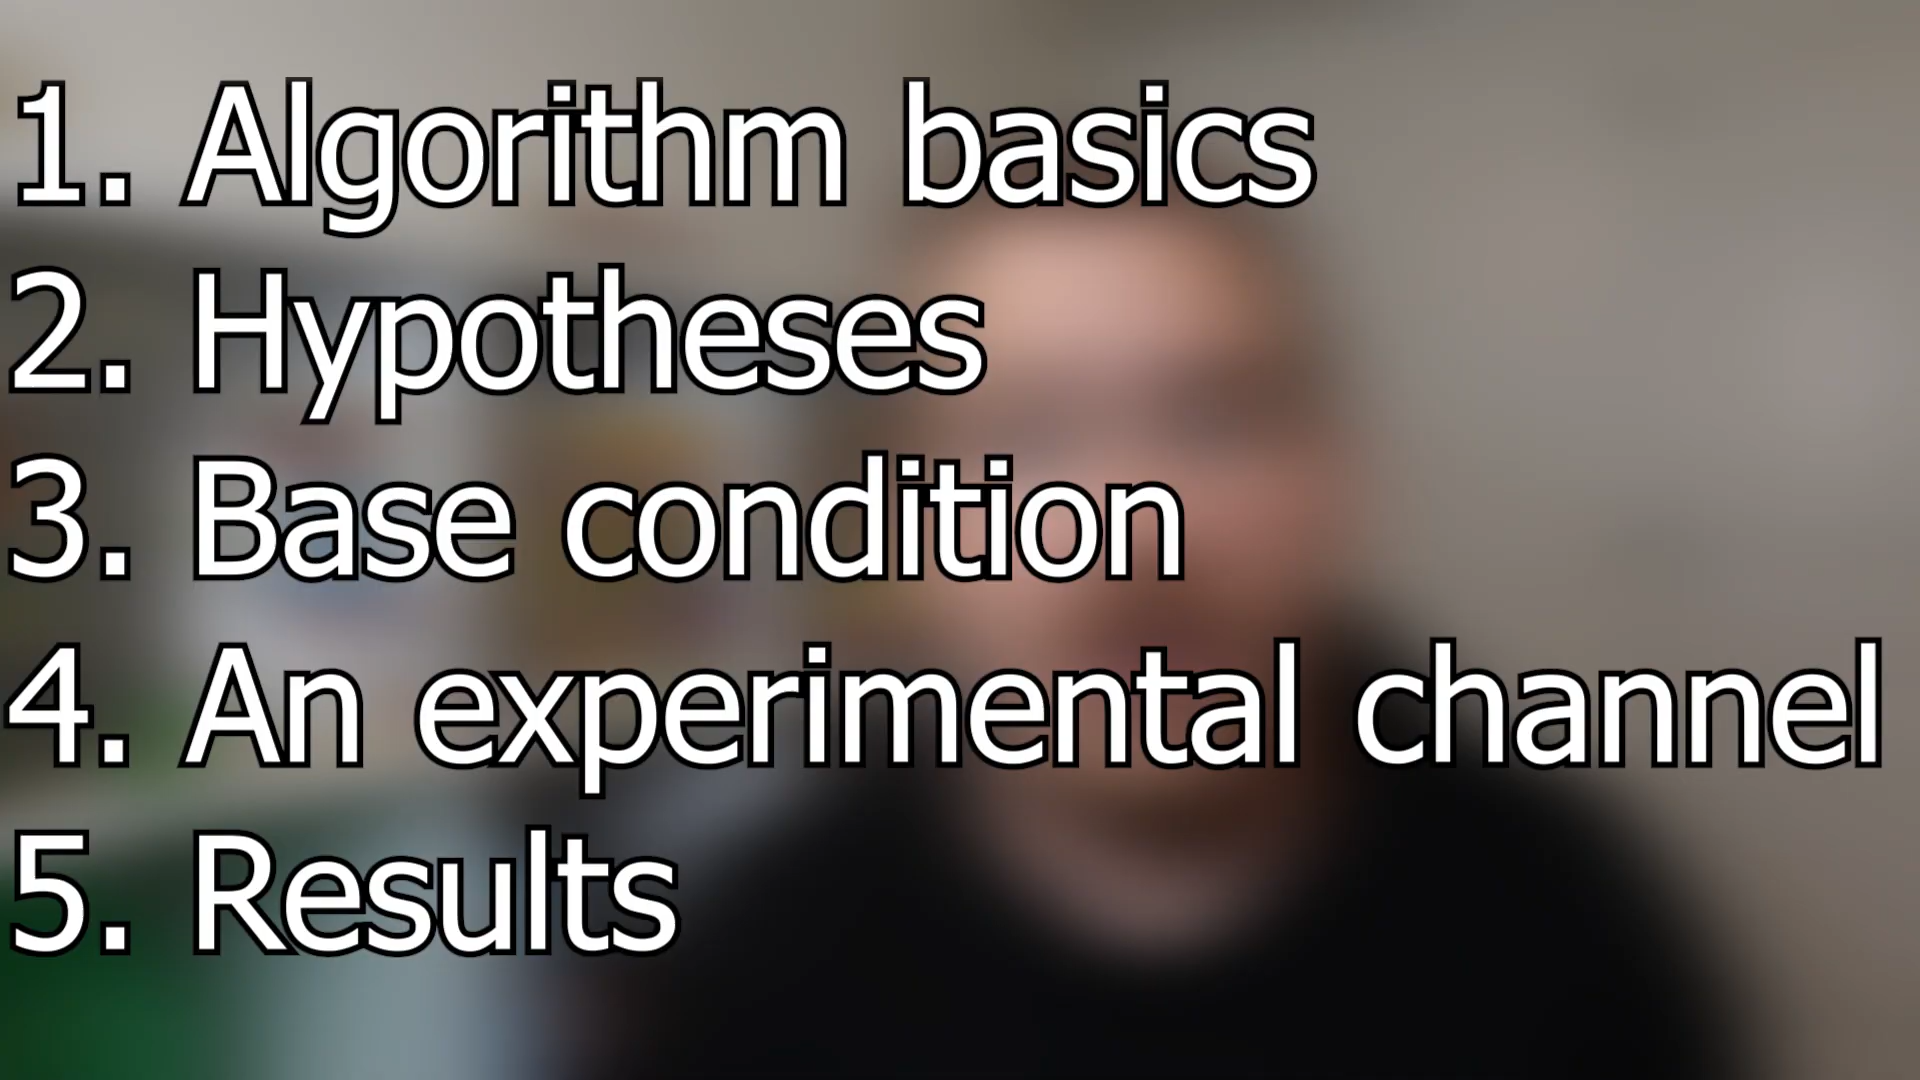 1. Algorithm basics
2. Hypotheses
3. Base condition
4. An experimental channel
5. Results